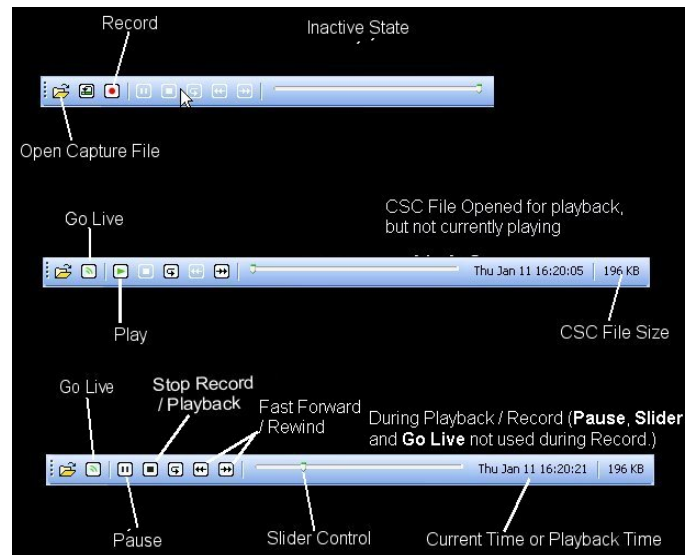 Record
Inactive State
Open Capture File
Go Live
CSC File Opened for playback,
but not currently playing
Thu Jan 11 16:20:05
196 KB
Play
CSC File Size
Go Live
Stop Record
/ Playback
Fast Forward
/ Rewind
During Playback / Record (Pause, Slider
and Go Live not used during Record.)
Thu Jan 11 16:20:21
196 KB
Pause
Slider Control
Current Time or Playback Time